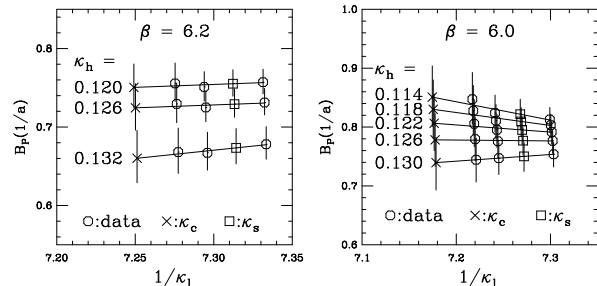 β = 6.2
κh =
0.120
0.126
0.132
○:data ×:κc □:κs
0.8
0.7
0.6
7.20 7.25 7.30 7.35
1/κl
BP(1/a)
β = 6.0
κh =
0.114
0.118
0.122
0.126
0.130
○:data ×:κc □:κs
1.0
0.9
0.8
0.7
0.6
7.1 7.2 7.3
1/κl
BP(1/a)